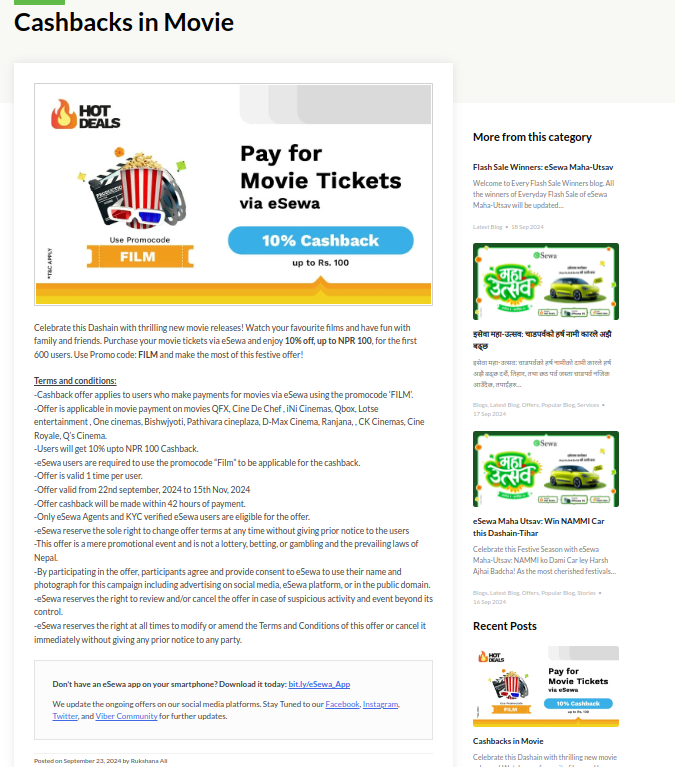 Cashbacks in Movie
HOT
DEALS
Pay for
Movie Tickets
via eSewa
Use Promocode
FILM
10% Cashback
up to Rs. 100
*T&C APPLY
Celebrate this Dashain with thrilling new movie releases! Watch your favourite films and have fun with
family and friends. Purchase your movie tickets via eSewa and enjoy 10% off, up to NPR 100, for the first
600 users. Use Promo code: FILM and make the most of this festive offer!
Terms and conditions:
-Cashback offer applies to users who make payments for movies via eSewa using the promocode 'FILM'.
-Offer is applicable in movie payment on movies QFX, Cine De Chef , iNi Cinemas, Qbox, Lotse
entertainment , One cinemas, Bishwjyoti, Pathivara cineplaza, D-Max Cinema, Ranjana, , CK Cinemas, Cine
Royale, Q's Cinema.
-Users will get 10% upto NPR 100 Cashback.
-eSewa users are required to use the promocode "Film" to be applicable for the cashback.
-Offer is valid 1 time per user.
-Offer valid from 22nd september, 2024 to 15th Nov, 2024
-Offer cashback will be made within 42 hours of payment.
-Only eSewa Agents and KYC verified eSewa users are eligible for the offer.
-eSewa reserve the sole right to change offer terms at any time without giving prior notice to the users
-This offer is a mere promotional event and is not a lottery, betting, or gambling and the prevailing laws of
Nepal.
-By participating in the offer, participants agree and provide consent to eSewa to use their name and
photograph for this campaign including advertising on social media, eSewa platform, or in the public domain.
-eSewa reserves the right to review and/or cancel the offer in case of suspicious activity and event beyond its
control.
-eSewa reserves the right at all times to modify or amend the Terms and Conditions of this offer or cancel it
immediately without giving any prior notice to any party.
Don't have an eSewa app on your smartphone? Download it today: bit.ly/eSewa_App
We update the ongoing offers on our social media platforms. Stay Tuned to our Facebook, Instagram,
Twitter, and Viber Community for further updates.
Posted on September 23, 2024 by Rukshana Ali
More from this category
Flash Sale Winners: eSewa Maha-Utsav
Welcome to Every Flash Sale Winners blog. All
the winners of Everyday Flash Sale of eSewa
Maha-Utsav will be updated...
Latest Blog • 18 Sep 2024
eSewa
महा
उत्सव
इसेवा महा-उत्सव: चाडपर्वको हर्ष नामी कारले अझै
बढ्छ
इसेवा महा-उत्सव: चाडपर्वको हर्ष नामीको दामी कारले हर्ष
अझै बढ्छ दशैं, तिहार, तथा छठ पर्व जस्ता चाडपर्व नजिक
आउँदैछ, तपाईंहरू...
Blogs, Latest Blog, Offers, Popular Blog, Services •
17 Sep 2024
eSewa
महा
उत्सव
eSewa Maha Utsav: Win NAMMI Car
this Dashain-Tihar
Celebrate this Festive Season with eSewa
Maha-Utsav: NAMMI ko Dami Car ley Harsh
Ajhai Badcha! As the most cherished festivals...
Blogs, Latest Blog, Offers, Popular Blog, Stories •
16 Sep 2024
Recent Posts
HOT
DEALS
Pay for
Movie Tickets
via eSewa
Use Promocode
FILM
10% Cashback
up to Rs. 100
Cashbacks in Movie
Celebrate this Dashain with thrilling new movie